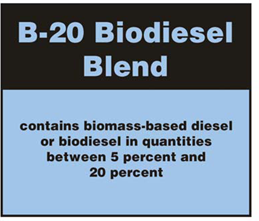 B-20 Biodiesel
Blend
contains biomass-based diesel
or biodiesel in quantities
between 5 percent and
20 percent